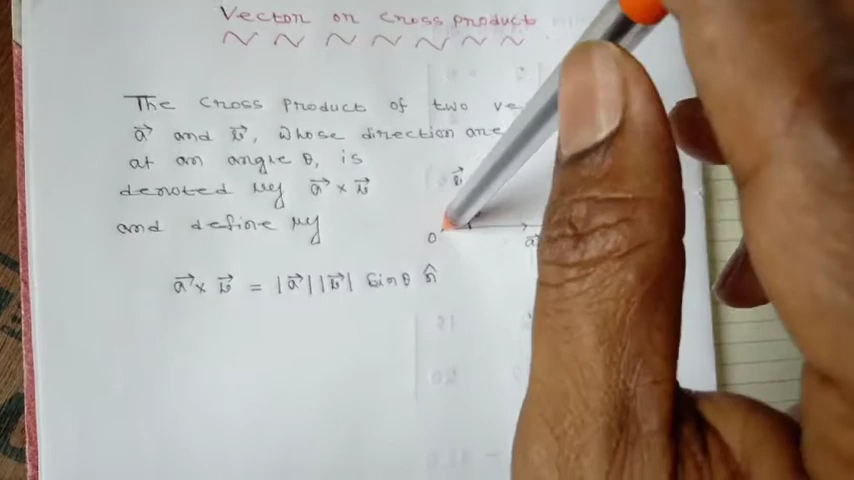 Vector or cross product
The cross product of two ve
a⃗ and b⃗, whose direction are
at an angle θ, is
denoted by a⃗ × b⃗
and define by
a⃗ × b⃗ = |a⃗| |b⃗| Sinθ n̂
b⃗
O
a⃗